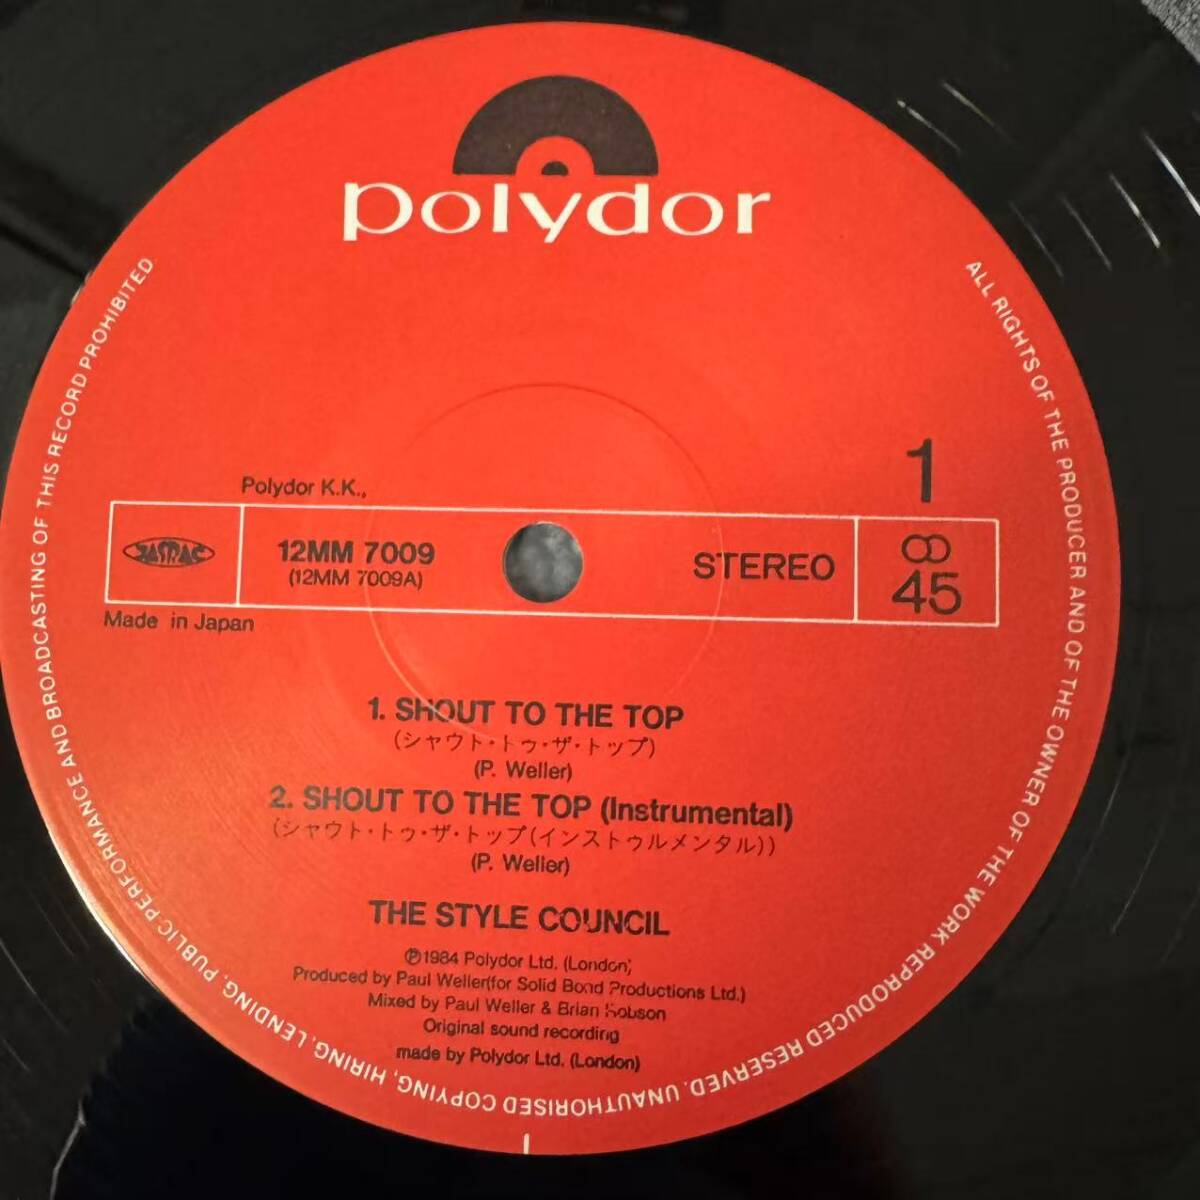 polydor
ALL RIGHTS OF THE PRODUCER AND OF THE OWNER OF THE WORK REPRODUCED RESERVED. UNAUTHORISED COPYING, HIRING, LENDING, PUBLIC PERFORMANCE AND BROADCASTING OF THIS RECORD PROHIBITED
1
Polydor K.K.,
JASRAC
12MM 7009
(12MM 7009A)
STEREO
45
Made in Japan
1. SHOUT TO THE TOP
(シャウト・トゥ・ザ・トップ)
(P. Weller)
2. SHOUT TO THE TOP (Instrumental)
(シャウト・トゥ・ザ・トップ(インストゥルメンタル))
(P. Weller)
THE STYLE COUNCIL
℗1984 Polydor Ltd. (London),
Produced by Paul Weller(for Solid Bond Productions Ltd.)
Mixed by Paul Weller & Brian Robson
Original sound recording
made by Polydor Ltd. (London)